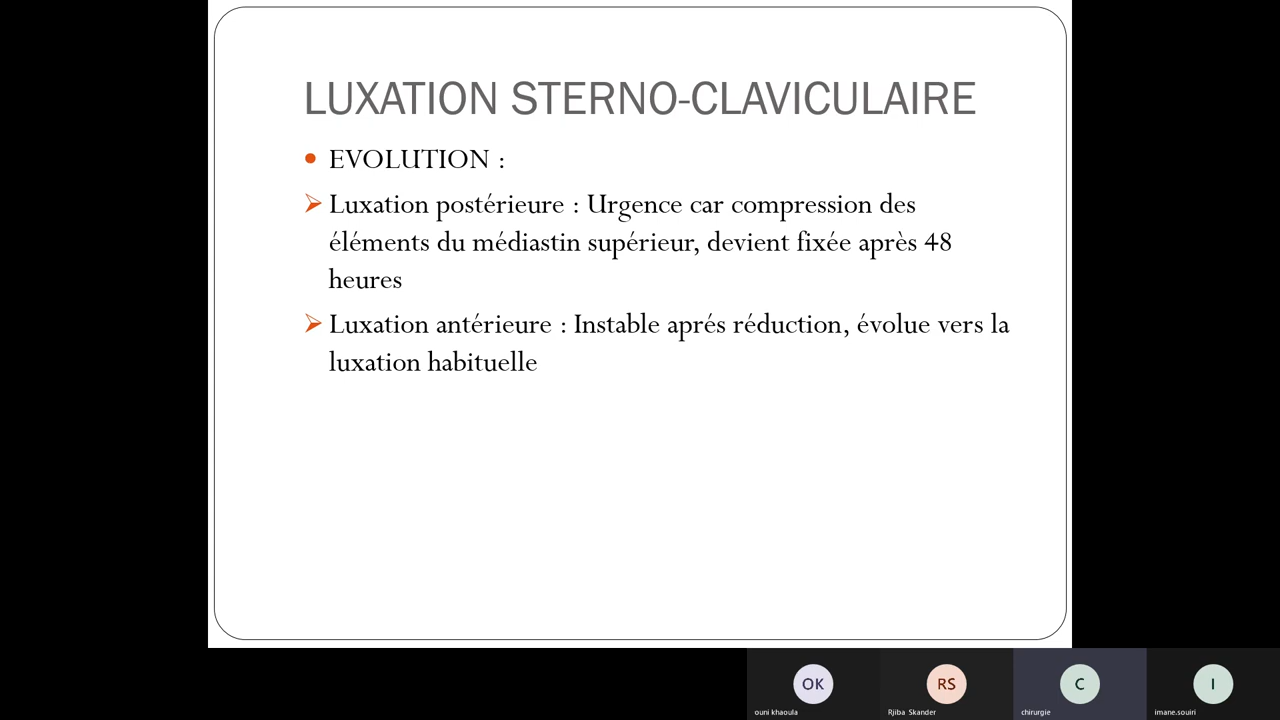 LUXATION STERNO-CLAVICULAIRE
EVOLUTION :
Luxation postérieure : Urgence car compression des
éléments du médiastin supérieur, devient fixée après 48
heures
Luxation antérieure : Instable aprés réduction, évolue vers la
luxation habituelle
OK
RS
C
I
ouni khaoula
Rjiba Skander
chirurgie
imane.souiri